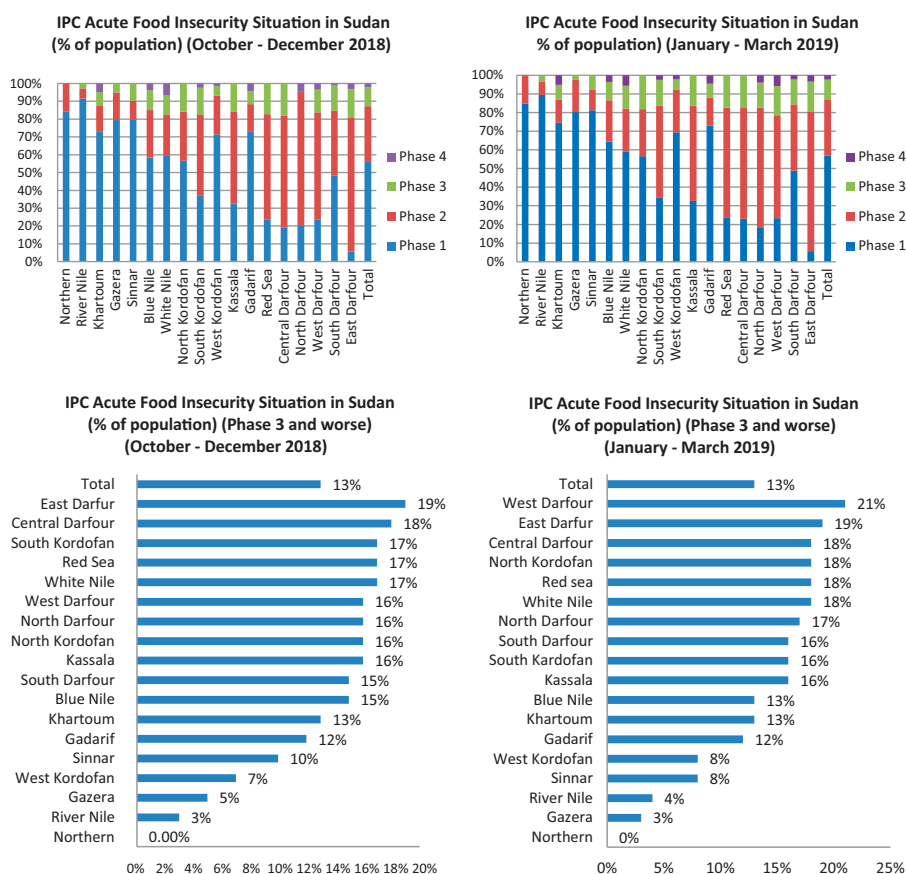 IPC Acute Food Insecurity Situation in Sudan
(% of population) (October - December 2018)
100%
90%
80%
70%
60%
50%
40%
30%
20%
10%
0%
Phase 4
Phase 3
Phase 2
Phase 1
Northern
River Nile
Khartoum
Gazera
Sinnar
Blue Nile
White Nile
North Kordofan
South Kordofan
West Kordofan
Kassala
Gadarif
Red Sea
Central Darfour
North Darfour
West Darfour
South Darfour
East Darfour
Total
IPC Acute Food Insecurity Situation in Sudan
% of population) (January - March 2019)
100%
90%
80%
70%
60%
50%
40%
30%
20%
10%
0%
Phase 4
Phase 3
Phase 2
Phase 1
Northern
River Nile
Khartoum
Gazera
Sinnar
Blue Nile
White Nile
North Kordofan
South Kordofan
West Kordofan
Kassala
Gadarif
Red Sea
Central Darfour
North Darfour
West Darfour
South Darfour
East Darfour
Total
IPC Acute Food Insecurity Situation in Sudan
(% of population) (Phase 3 and worse)
(October - December 2018)
Total 13%
East Darfur 19%
Central Darfour 18%
South Kordofan 17%
Red Sea 17%
White Nile 17%
West Darfour 16%
North Darfour 16%
North Kordofan 16%
Kassala 16%
South Darfour 15%
Blue Nile 15%
Khartoum 13%
Gadarif 12%
Sinnar 10%
West Kordofan 7%
Gazera 5%
River Nile 3%
Northern 0.00%
0% 2% 4% 6% 8% 10% 12% 14% 16% 18% 20%
IPC Acute Food Insecurity Situation in Sudan
(% of population) (Phase 3 and worse)
(January - March 2019)
Total 13%
West Darfour 21%
East Darfur 19%
Central Darfour 18%
North Kordofan 18%
Red sea 18%
White Nile 18%
North Darfour 17%
South Darfour 16%
South Kardofan 16%
Kassala 16%
Blue Nile 13%
Khartoum 13%
Gadarif 12%
West Kordofan 8%
Sinnar 8%
River Nile 4%
Gazera 3%
Northern 0%
0% 5% 10% 15% 20% 25%